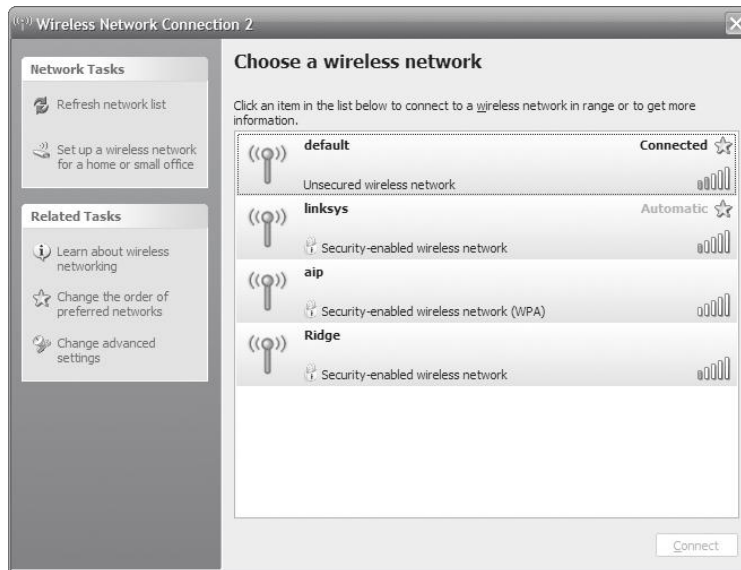 Wireless Network Connection 2
Network Tasks
Refresh network list
Set up a wireless network
for a home or small office
Related Tasks
Learn about wireless
networking
Change the order of
preferred networks
Change advanced
settings
Choose a wireless network
Click an item in the list below to connect to a wireless network in range or to get more
information.
default
Connected
Unsecured wireless network
linksys
Automatic
Security-enabled wireless network
aip
Security-enabled wireless network (WPA)
Ridge
Security-enabled wireless network
Connect